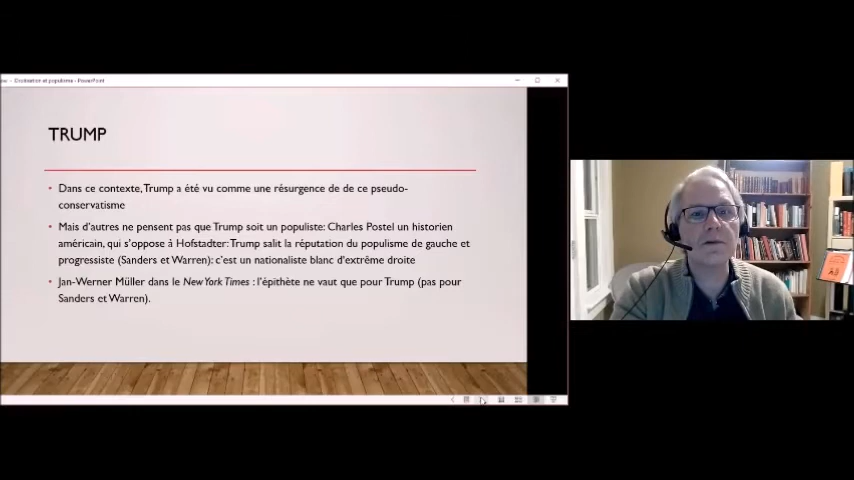 Civilisation et populisme - PowerPoint
TRUMP
• Dans ce contexte, Trump a été vu comme une résurgence de de ce pseudo-
conservatisme
• Mais d'autres ne pensent pas que Trump soit un populiste: Charles Postel un historien
américain, qui s'oppose à Hofstadter: Trump salit la réputation du populisme de gauche et
progressiste (Sanders et Warren): c'est un nationaliste blanc d'extrême droite
• Jan-Werner Müller dans le New York Times : l'épithète ne vaut que pour Trump (pas pour
Sanders et Warren).